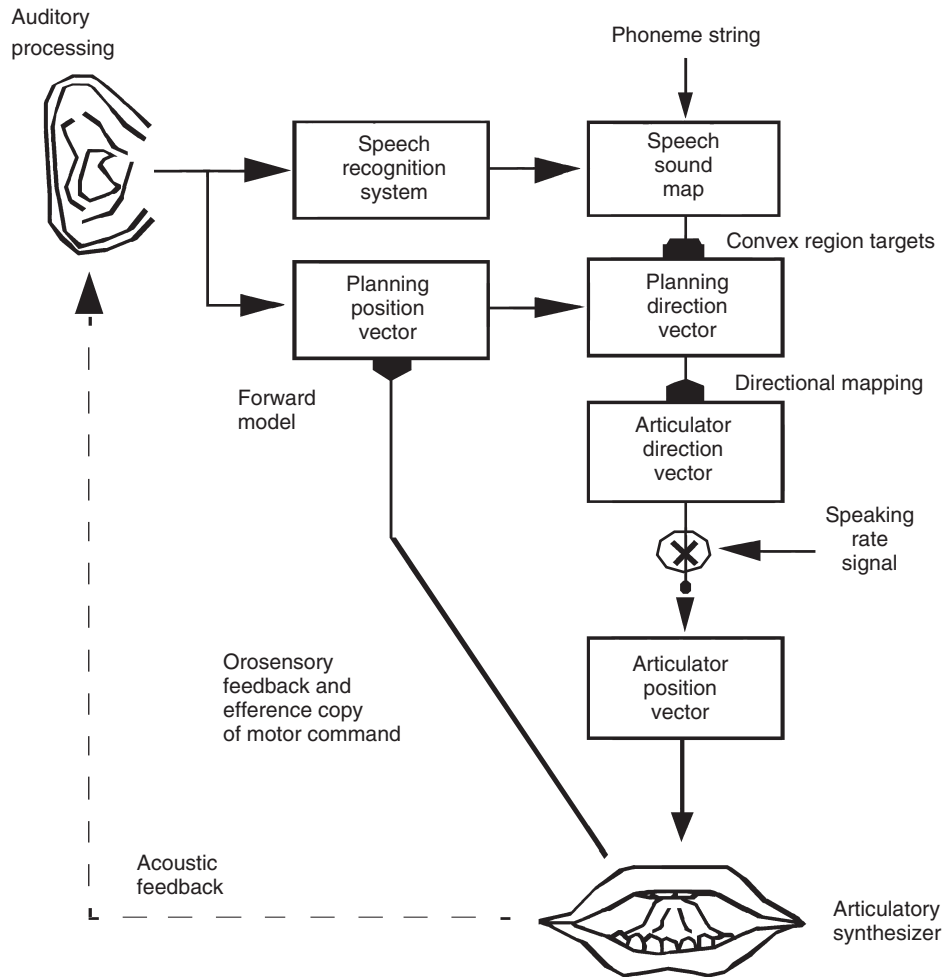 Auditory
processing
Phoneme string
Speech
recognition
system
Speech
sound
map
Convex region targets
Planning
position
vector
Planning
direction
vector
Forward
model
Directional mapping
Articulator
direction
vector
Speaking
rate
signal
Orosensory
feedback and
efference copy
of motor command
Articulator
position
vector
Acoustic
feedback
Articulatory
synthesizer